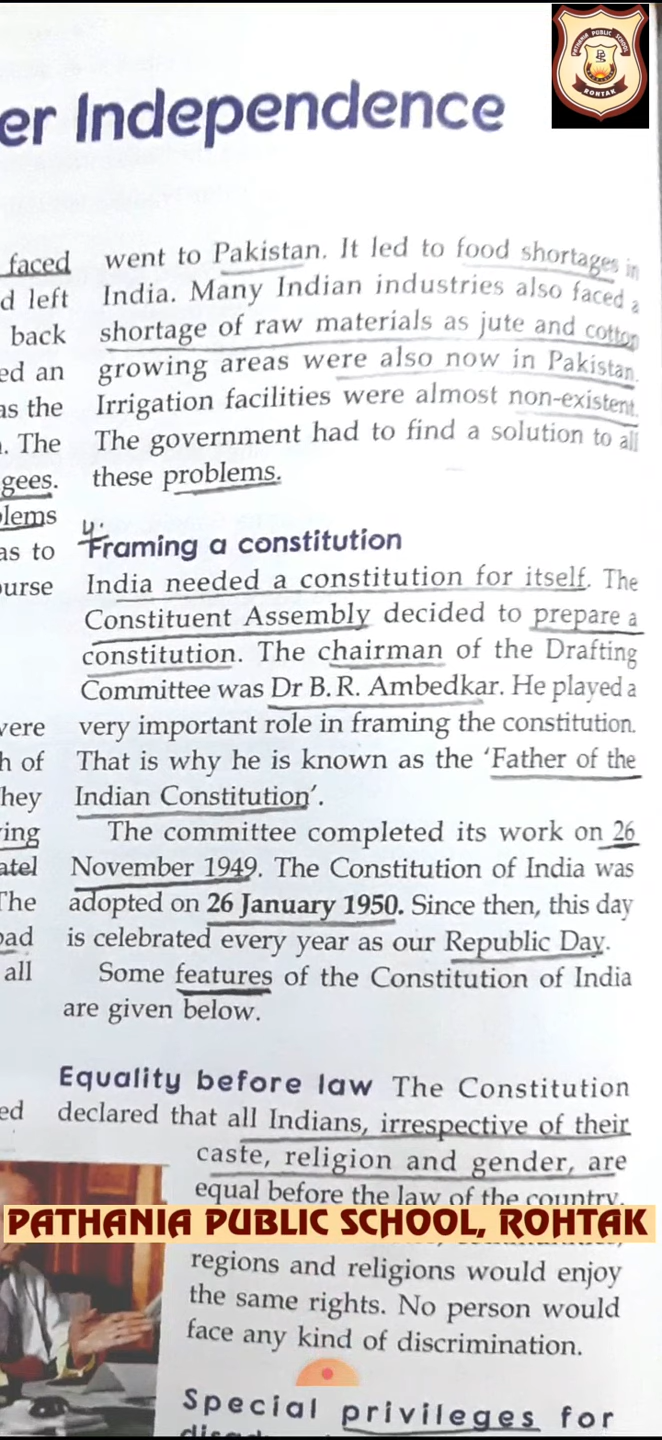 PATHANIA PUBLIC SCHOOL
ROHTAK
er Independence
faced
d left
back
ed an
as the
. The
gees.
lems
as to
ourse
vere
h of
hey
ing
atel
The
bad
all
ed
went to Pakistan. It led to food shortages in
India. Many Indian industries also faced a
shortage of raw materials as jute and cotton
growing areas were also now in Pakistan.
Irrigation facilities were almost non-existent.
The government had to find a solution to all
these problems.
4.
Framing a constitution
India needed a constitution for itself. The
Constituent Assembly decided to prepare a
constitution. The chairman of the Drafting
Committee was Dr B. R. Ambedkar. He played a
very important role in framing the constitution.
That is why he is known as the ‘Father of the
Indian Constitution’.
The committee completed its work on 26
November 1949. The Constitution of India was
adopted on 26 January 1950. Since then, this day
is celebrated every year as our Republic Day.
Some features of the Constitution of India
are given below.
Equality before law The Constitution
declared that all Indians, irrespective of their
caste, religion and gender, are
equal before the law of the country.
PATHANIA PUBLIC SCHOOL, ROHTAK
regions and religions would enjoy
the same rights. No person would
face any kind of discrimination.
Special privileges for